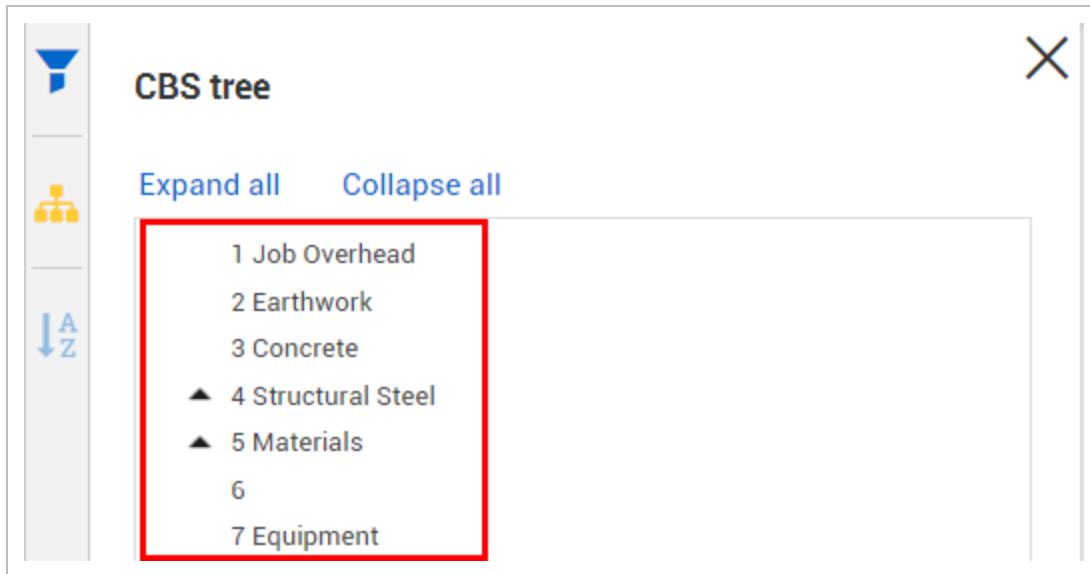 CBS tree
Expand all Collapse all
1 Job Overhead
2 Earthwork
3 Concrete
4 Structural Steel
5 Materials
6
7 Equipment
A
Z